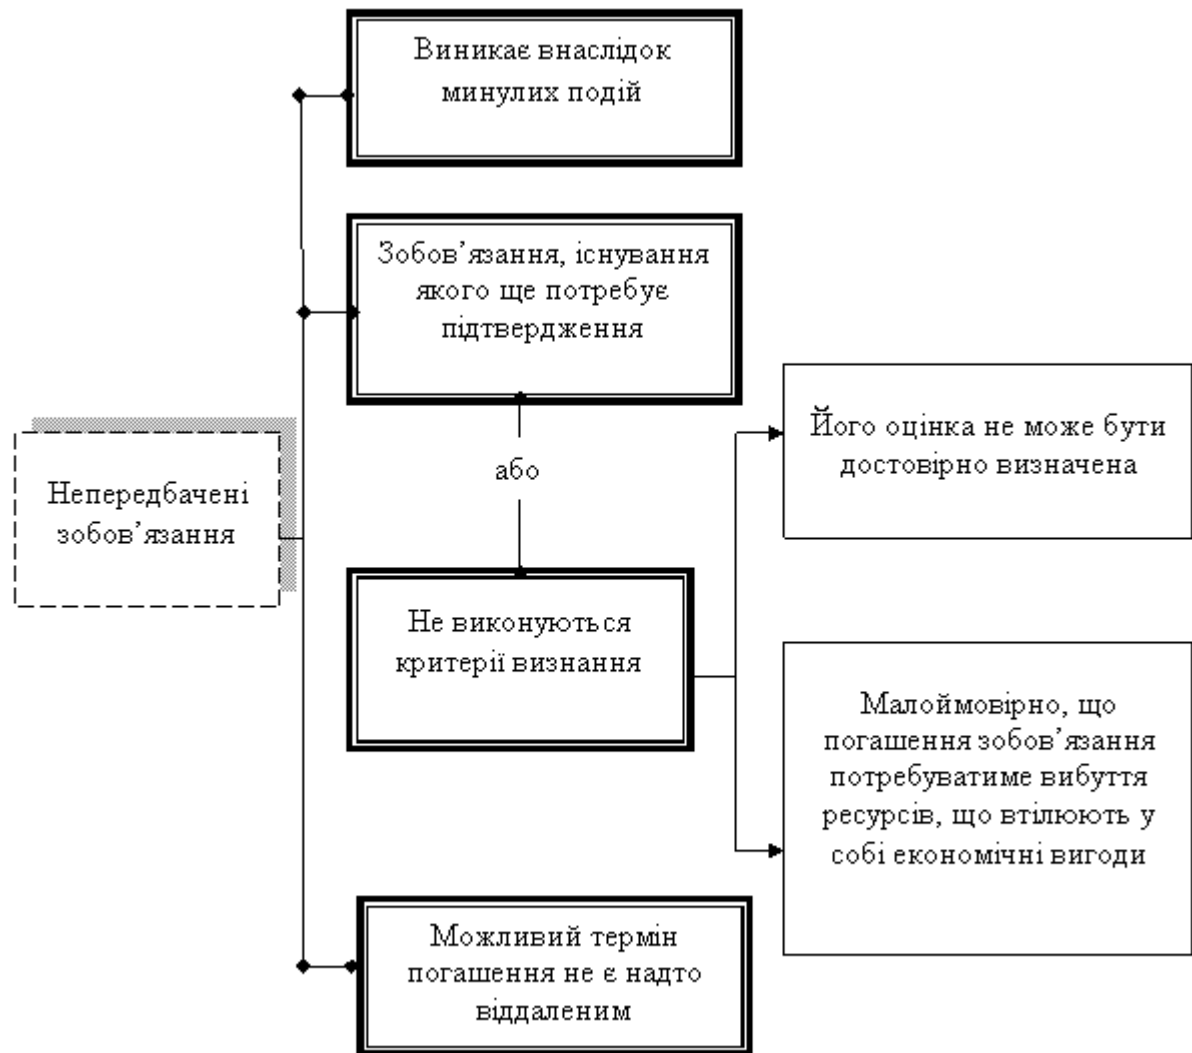 Виникає внаслідок
минулих подій
Зобов’язання, існування
якого ще потребує
підтвердження
або
Непередбачені
зобов’язання
Не виконуються
критерії визнання
Його оцінка не може бути
достовірно визначена
Малоймовірно, що
погашення зобов’язання
потребуватиме вибуття
ресурсів, що втілюють у
собі економічні вигоди
Можливий термін
погашення не є надто
віддаленим